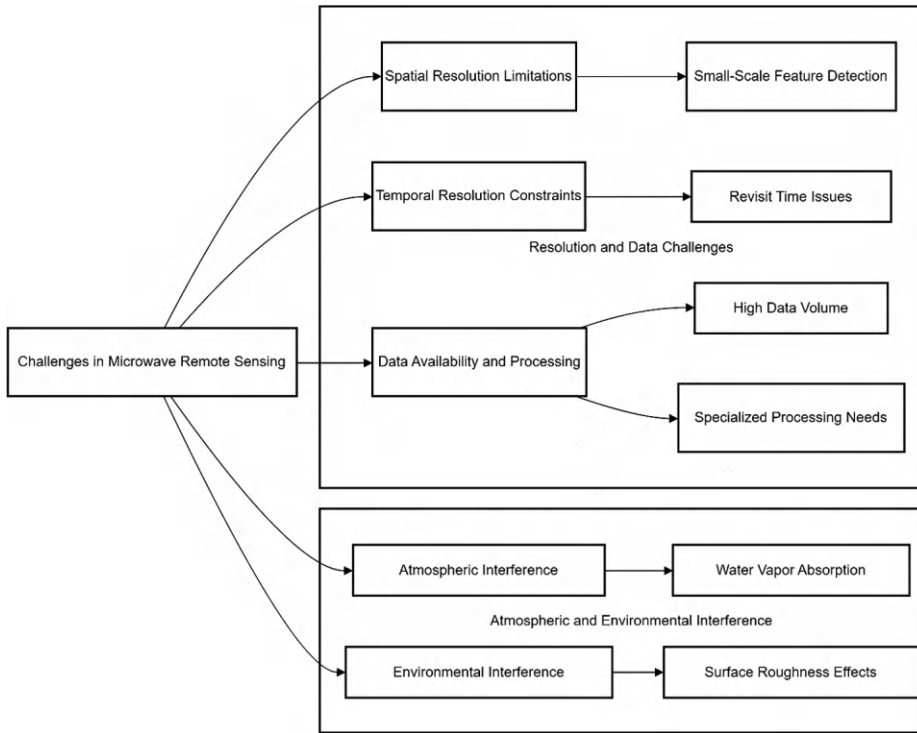 Spatial Resolution Limitations
Small-Scale Feature Detection
Temporal Resolution Constraints
Revisit Time Issues
Resolution and Data Challenges
High Data Volume
Challenges in Microwave Remote Sensing
Data Availability and Processing
Specialized Processing Needs
Atmospheric Interference
Water Vapor Absorption
Atmospheric and Environmental Interference
Environmental Interference
Surface Roughness Effects